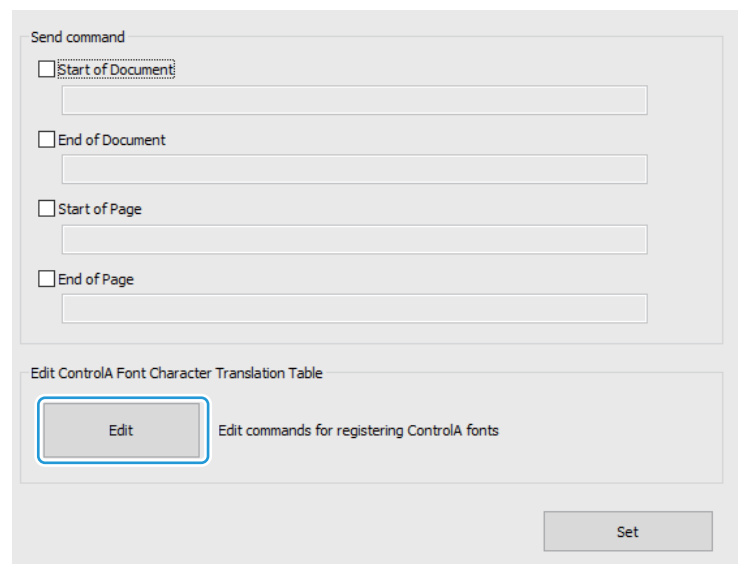 Send command
Start of Document
End of Document
Start of Page
End of Page
Edit ControlA Font Character Translation Table
Edit
Edit commands for registering ControlA fonts
Set